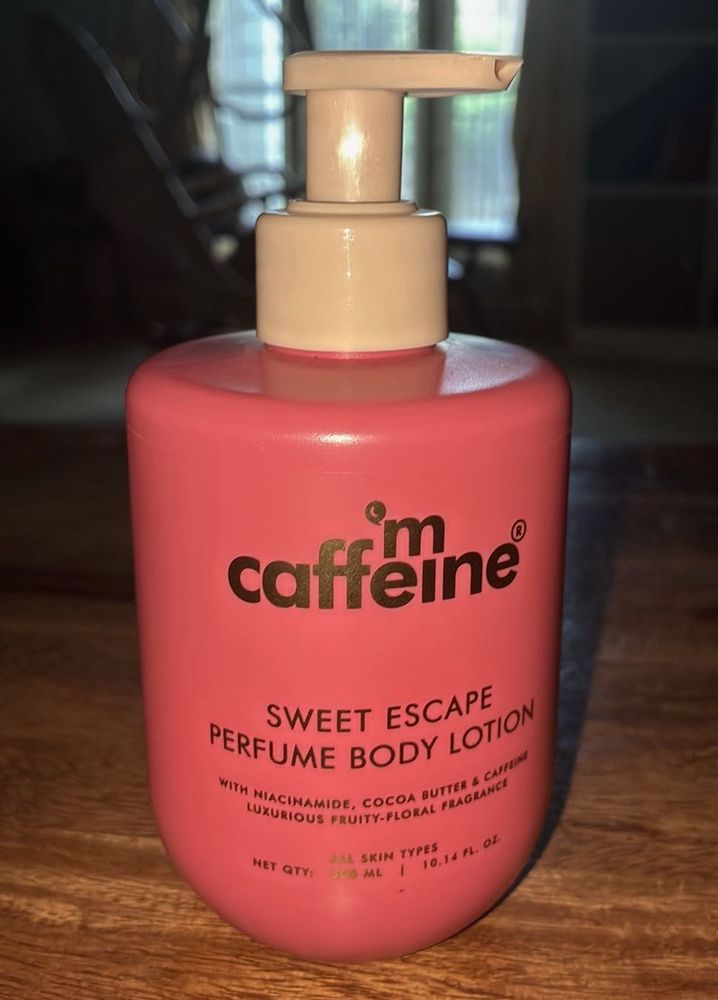 'm
caffeine®
SWEET ESCAPE
PERFUME BODY LOTION
WITH NIACINAMIDE, COCOA BUTTER & CAFFEINE
LUXURIOUS FRUITY-FLORAL FRAGRANCE
ALL SKIN TYPES
NET QTY: 300 ML | 10.14 FL. OZ.